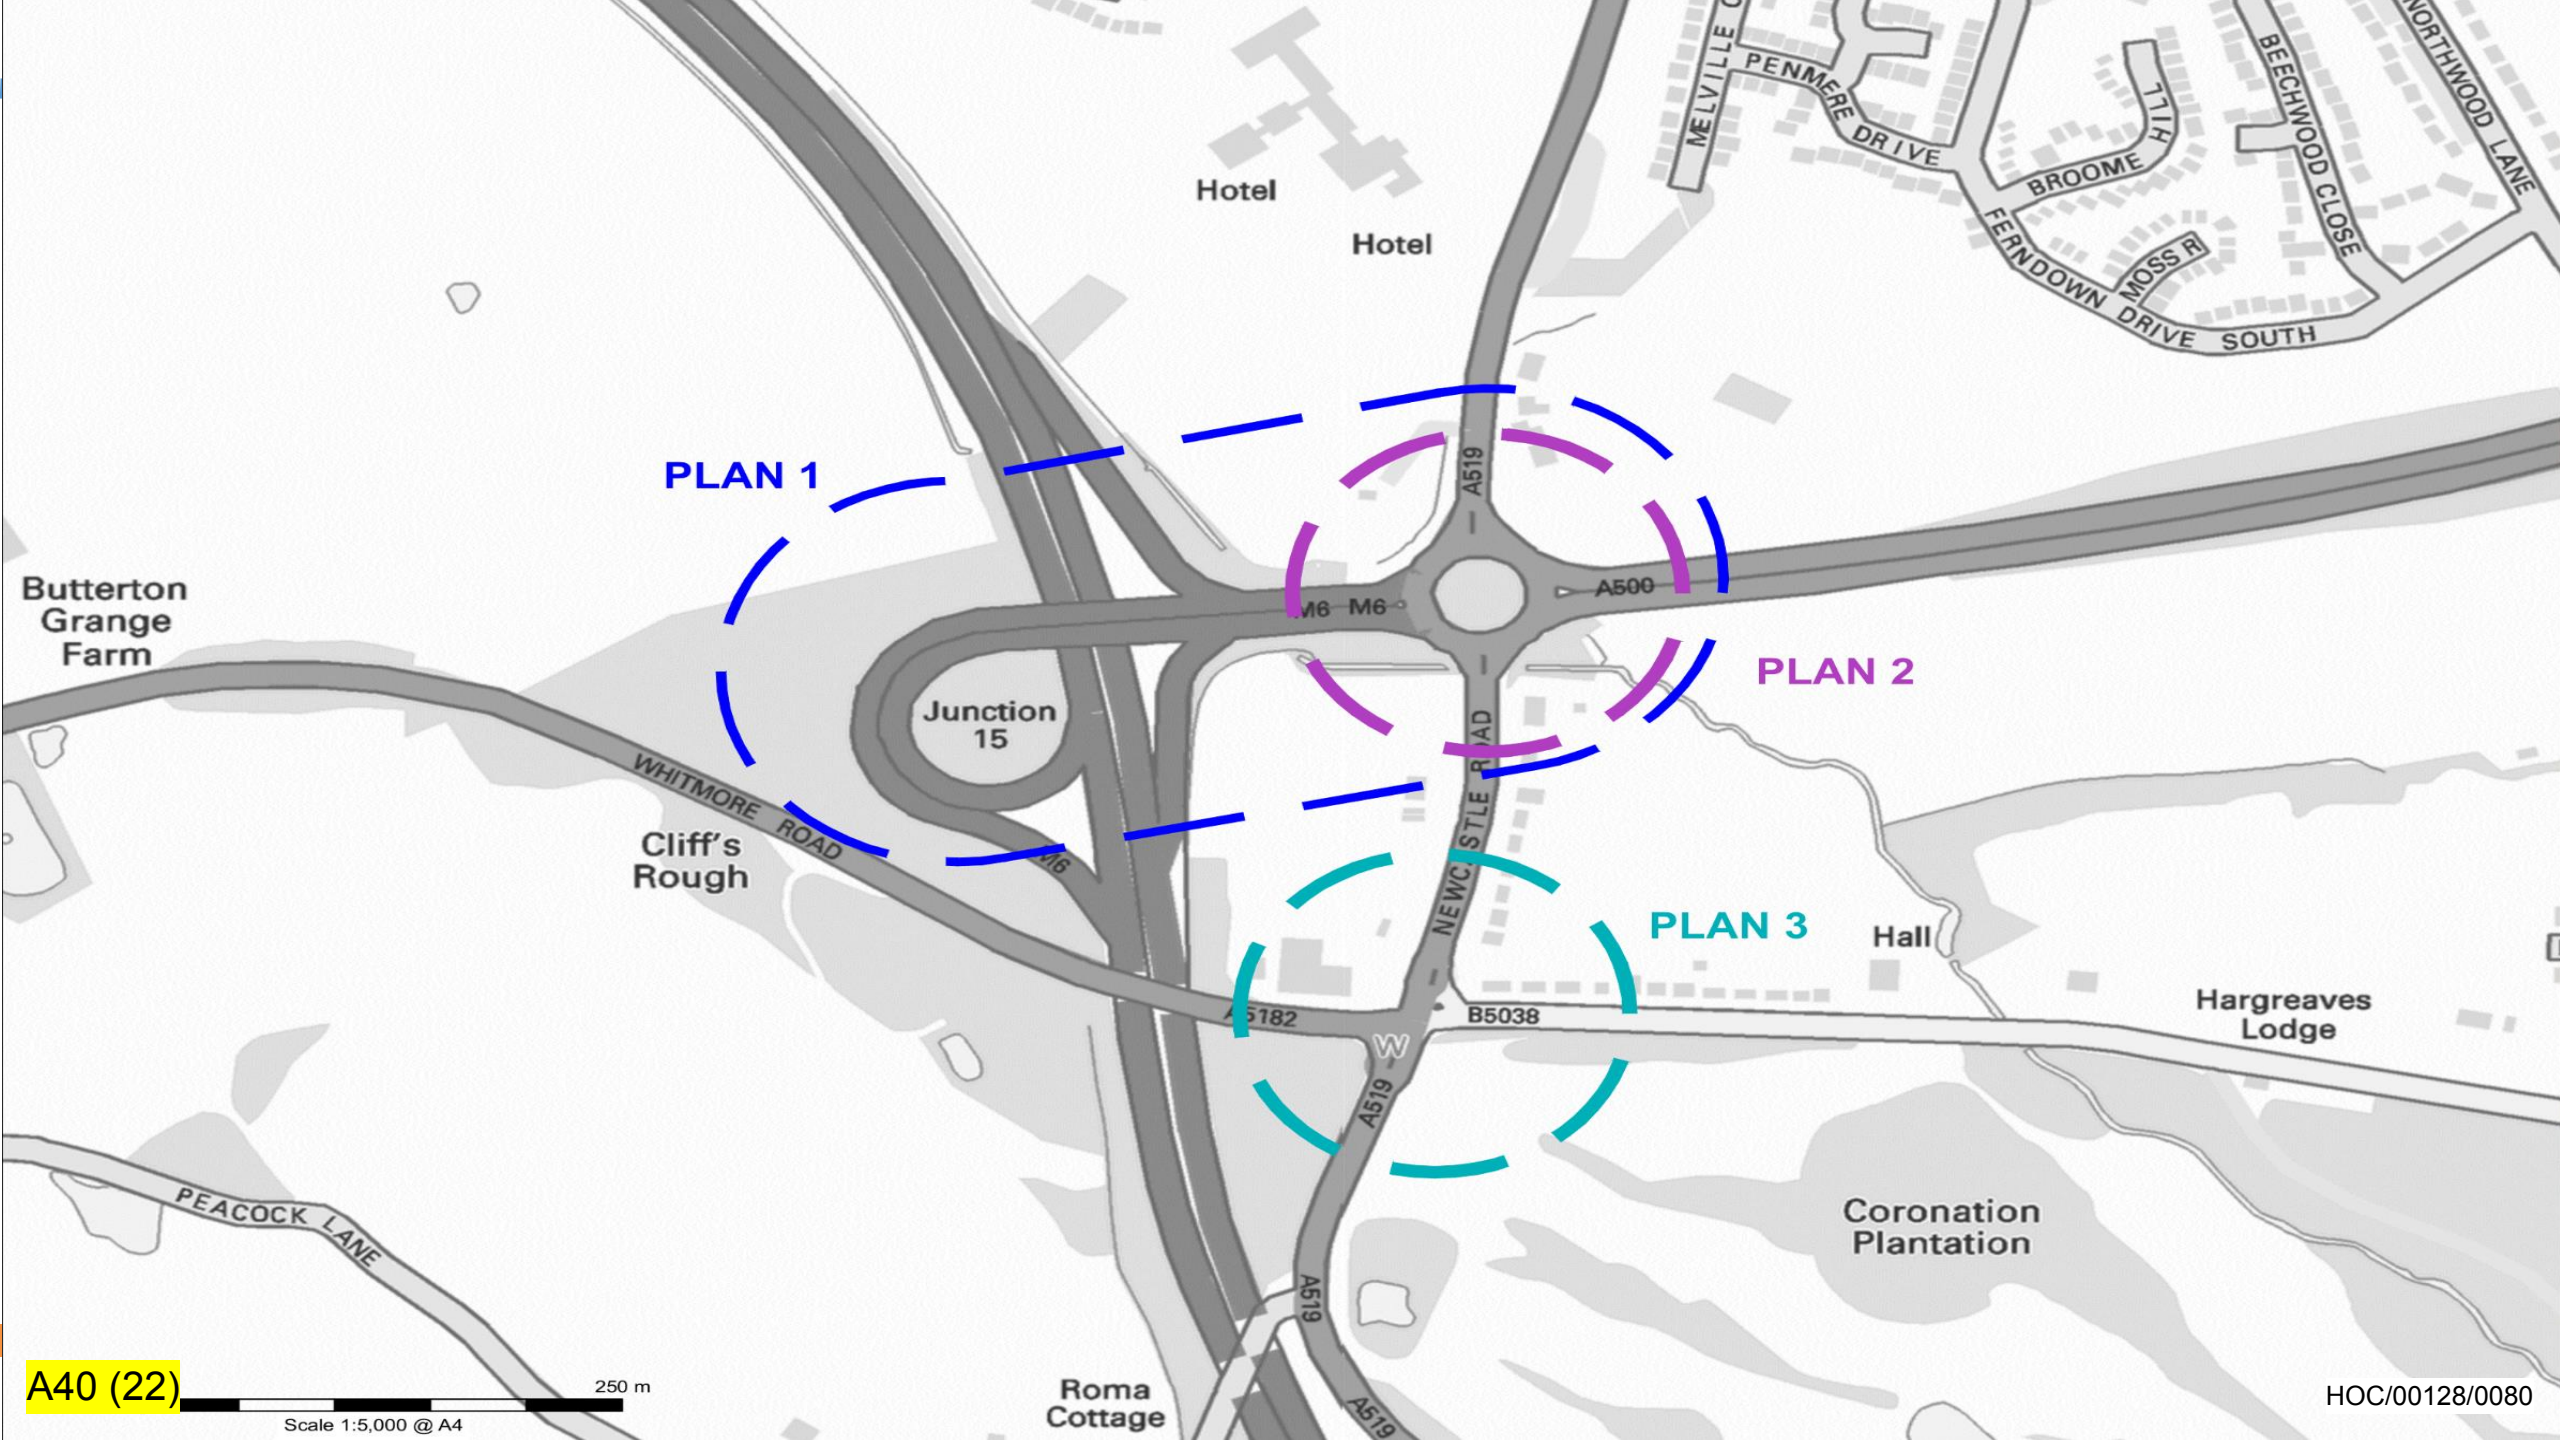 MELVILLE C
PENMERE DRIVE
BROOME HILL
BEECHWOOD CLOSE
NORTHWOOD LANE
MOSS R
FERNDOWN DRIVE SOUTH
Hotel
Hotel
PLAN 1
A519
Butterton
Grange
Farm
M6 M6
A500
PLAN 2
Junction
15
NEWCASTLE ROAD
WHITMORE ROAD
Cliff's
Rough
M6
PLAN 3
Hall
A5182
B5038
W
Hargreaves
Lodge
A519
PEACOCK LANE
Coronation
Plantation
A519
Roma
Cottage
A519
A40 (22)
250 m
Scale 1:5,000 @ A4
HOC/00128/0080